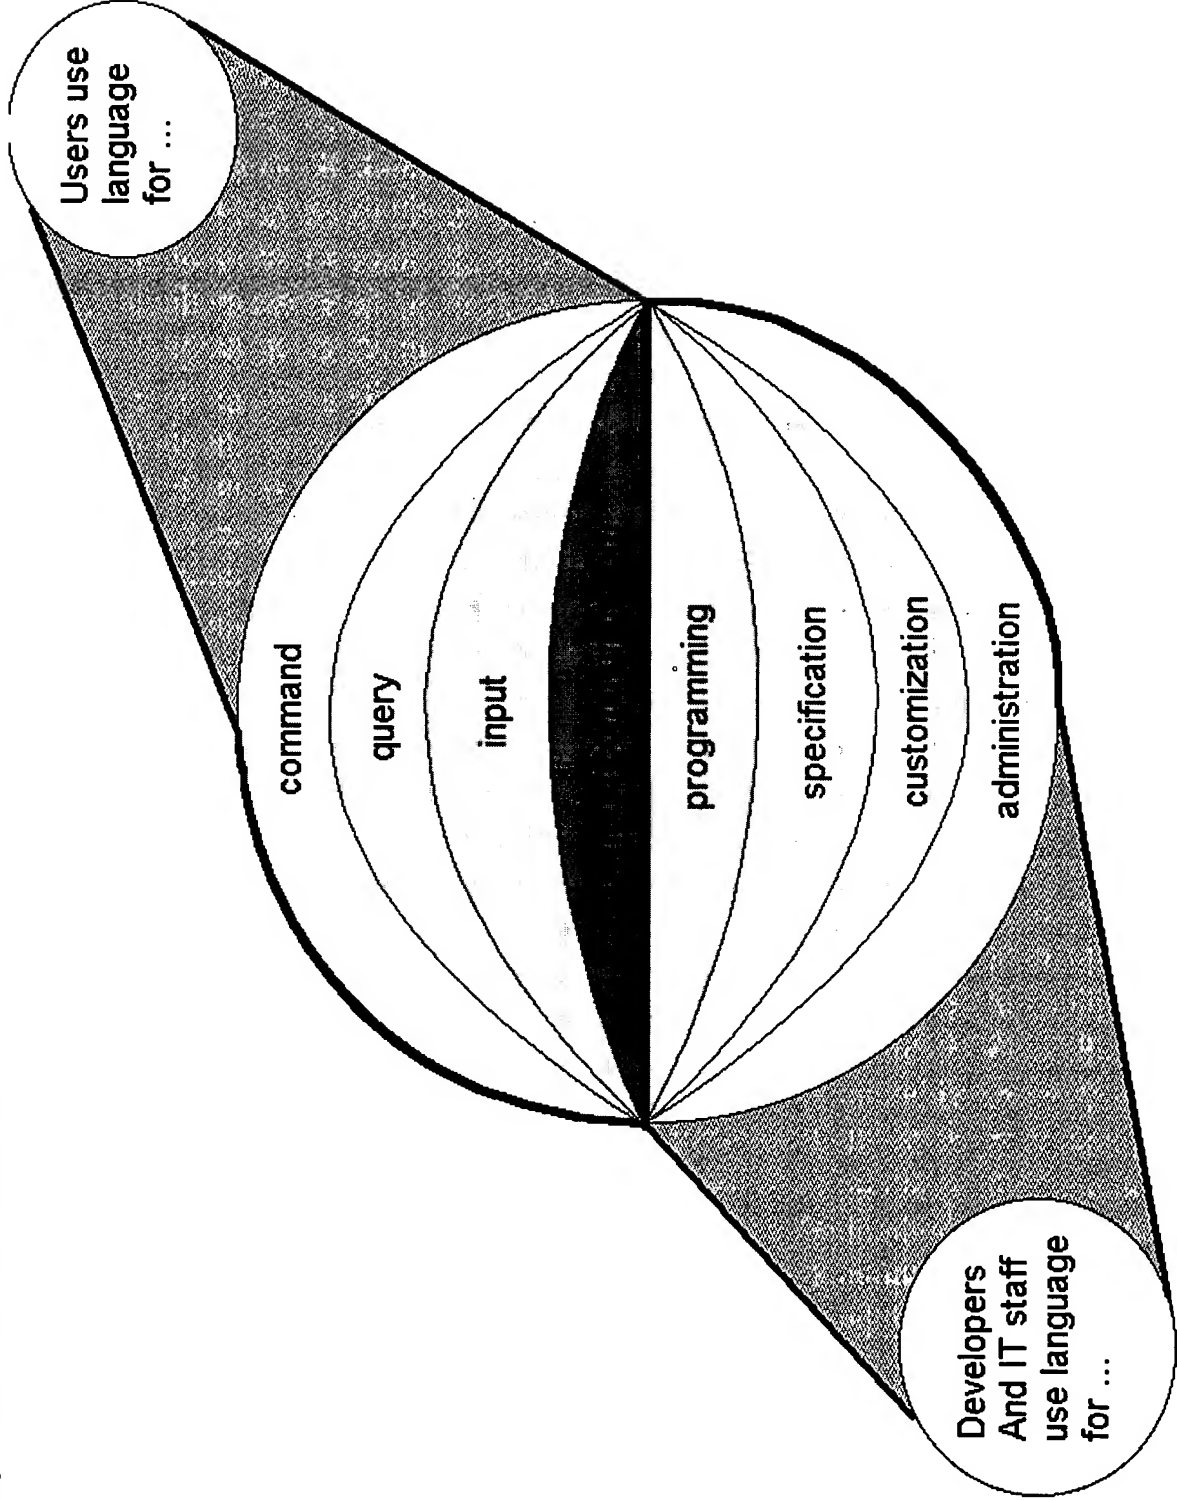 Users use
language
for ...
command
query
input
programming
specification
customization
administration
Developers
And IT staff
use language
for ...